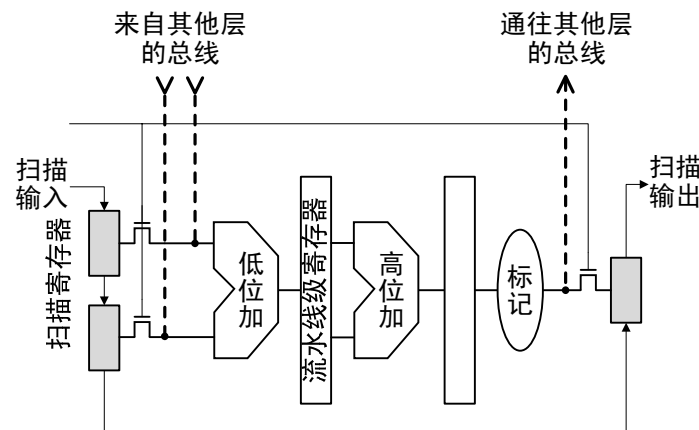 来自其他层
的总线
通往其他层
的总线
扫描
输入
扫描
输出
扫描寄存器
低位加
流水线级寄存器
高位加
标记